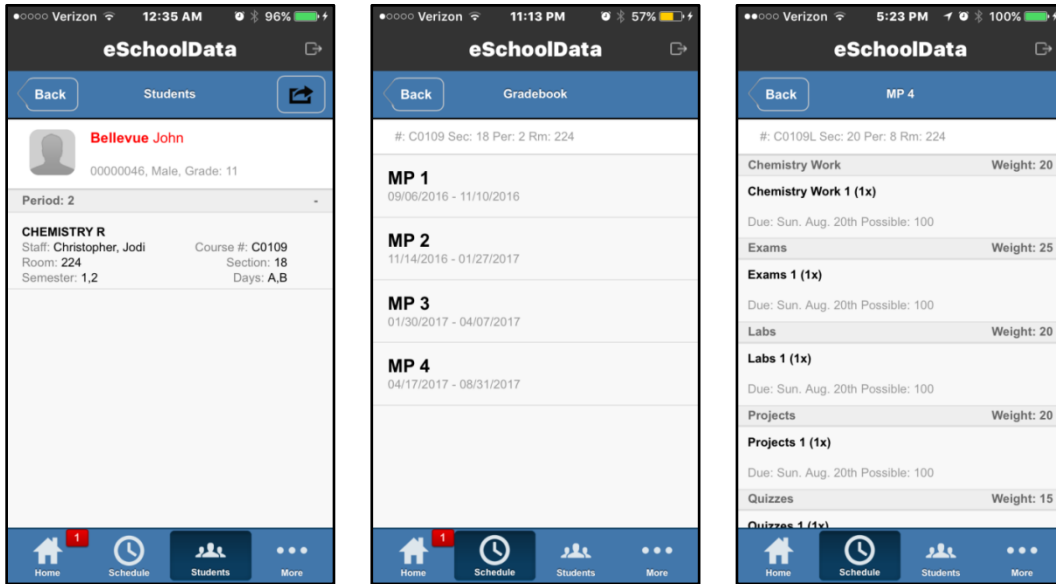 Verizon 12:35 AM 96%
eSchoolData
Back Students
Bellevue John
00000046, Male, Grade: 11
Period: 2 -
CHEMISTRY R
Staff: Christopher, Jodi Course #: C0109
Room: 224 Section: 18
Semester: 1,2 Days: A,B
1
Home Schedule Students More
Verizon 11:13 PM 57%
eSchoolData
Back Gradebook
#: C0109 Sec: 18 Per: 2 Rm: 224
MP 1
09/06/2016 - 11/10/2016
MP 2
11/14/2016 - 01/27/2017
MP 3
01/30/2017 - 04/07/2017
MP 4
04/17/2017 - 08/31/2017
1
Home Schedule Students More
Verizon 5:23 PM 100%
eSchoolData
Back MP 4
#: C0109L Sec: 20 Per: 8 Rm: 224
Chemistry Work Weight: 20
Chemistry Work 1 (1x)
Due: Sun. Aug. 20th Possible: 100
Exams Weight: 25
Exams 1 (1x)
Due: Sun. Aug. 20th Possible: 100
Labs Weight: 20
Labs 1 (1x)
Due: Sun. Aug. 20th Possible: 100
Projects Weight: 20
Projects 1 (1x)
Due: Sun. Aug. 20th Possible: 100
Quizzes Weight: 15
Quizzes 1 (1x)
Home Schedule Students More